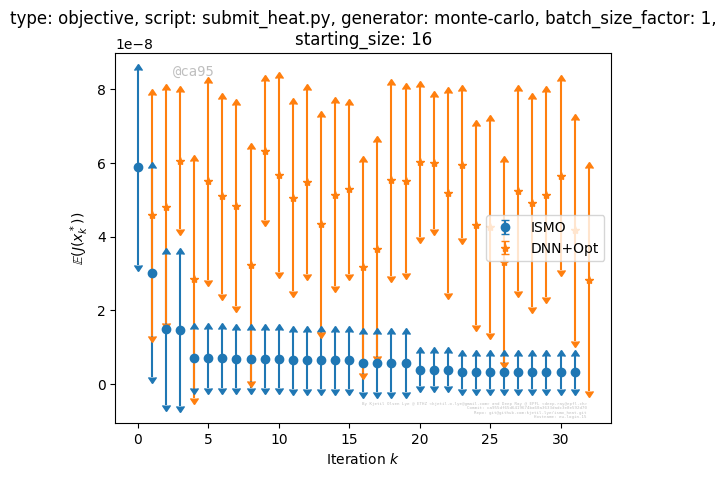 type: objective, script: submit_heat.py, generator: monte-carlo, batch_size_factor: 1,
starting_size: 16
1e−8
@ca95
8
6
4
2
0
𝔼(J(x_k^*))
ISMO
DNN+Opt
0 5 10 15 20 25 30
Iteration k